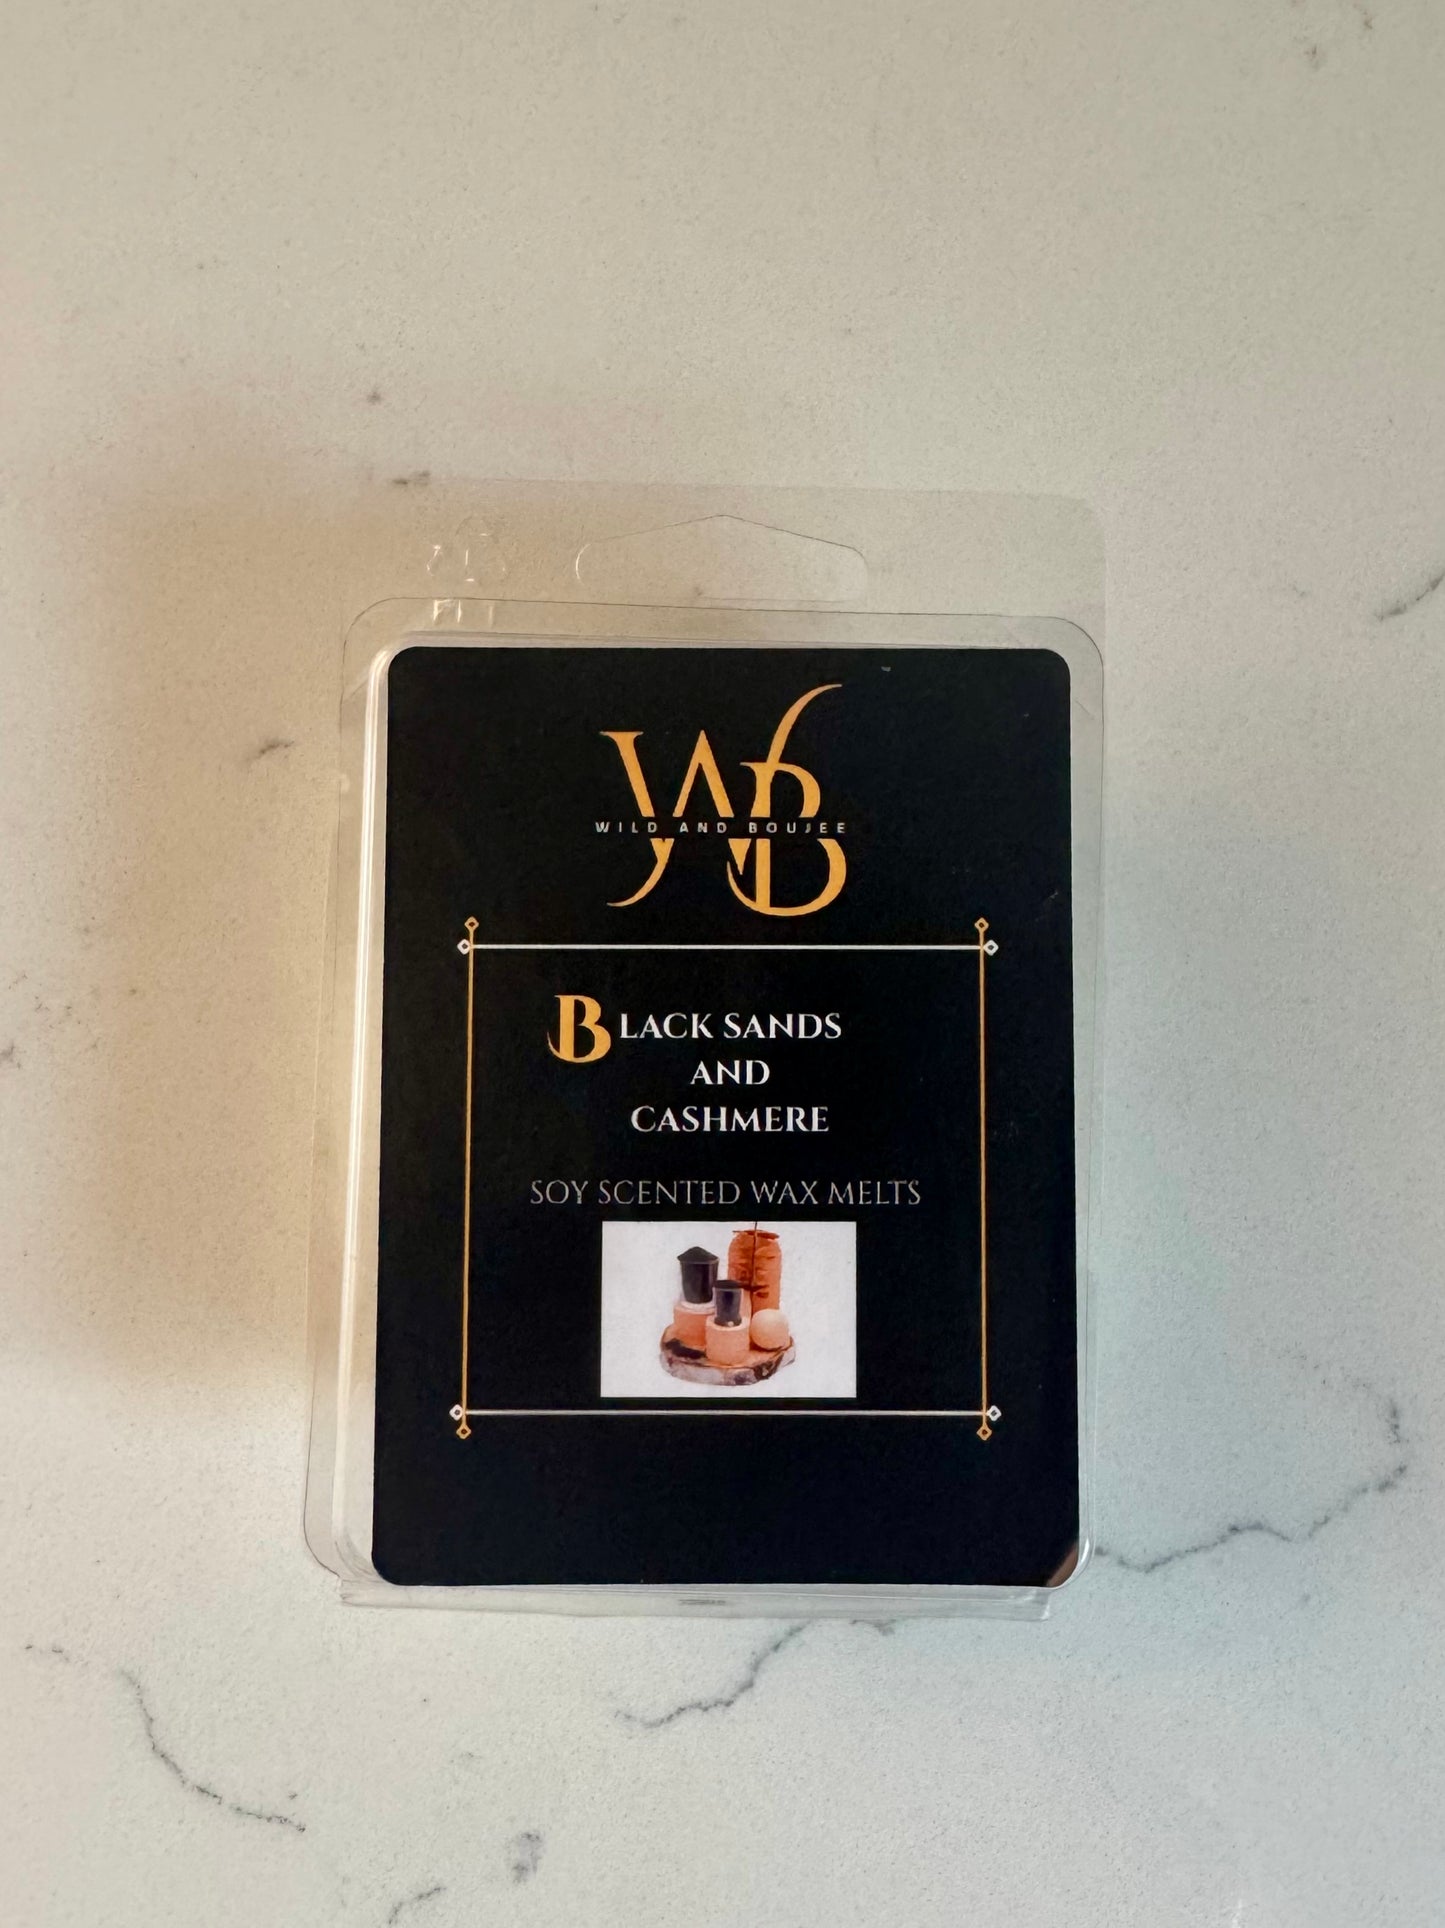 WB
WILD AND BOUJEE
BLACK SANDS
AND
CASHMERE
SOY SCENTED WAX MELTS